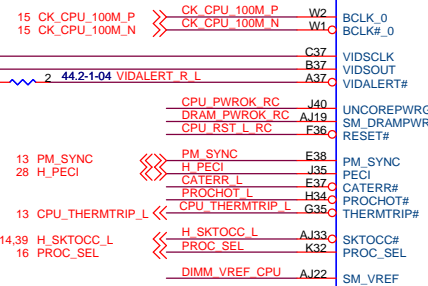 15 CK_CPU_100M_P CK_CPU_100M_P W2 BCLK_0
15 CK_CPU_100M_N CK_CPU_100M_N W1 BCLK#_0
C37 VIDSCLK
B37 VIDSOUT
2 44.2-1-04 VIDALERT_R_L A37 VIDALERT#
CPU_PWROK_RC J40 UNCOREPWRG
DRAM_PWROK_RC AJ19 SM_DRAMPWR
CPU_RST_L_RC F36 RESET#
13 PM_SYNC PM_SYNC E38 PM_SYNC
28 H_PECI H_PECI J35 PECI
CATERR_L E37 CATERR#
PROCHOT_L H34 PROCHOT#
13 CPU_THERMTRIP_L CPU_THERMTRIP_L G35 THERMTRIP#
14,39 H_SKTOCC_L H_SKTOCC_L AJ33 SKTOCC#
16 PROC_SEL PROC_SEL K32 PROC_SEL
DIMM_VREF_CPU AJ22 SM_VREF